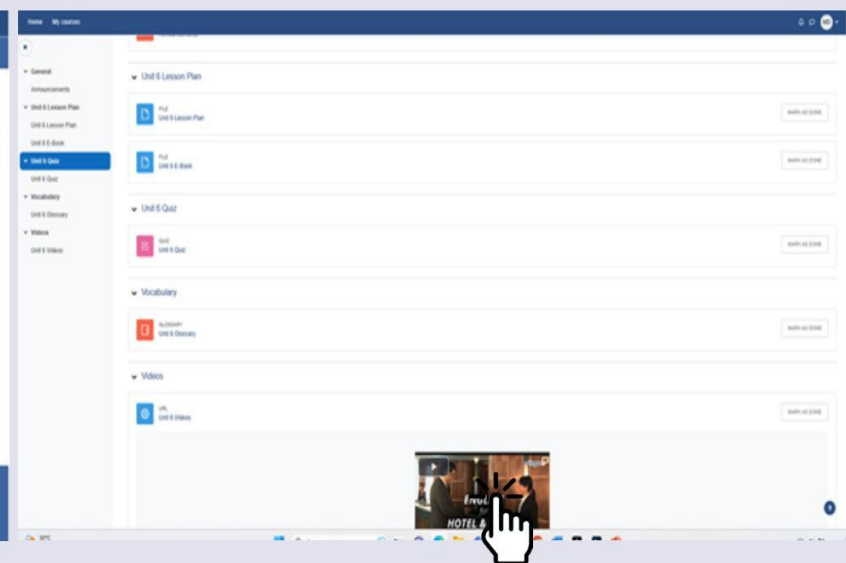 Home My courses
MD
General
Announcements
Unit 6 Lesson Plan
Unit 6 Lesson Plan
Unit 6 E-Book
Unit 6 Quiz
Unit 6 Quiz
Vocabulary
Unit 6 Glossary
Videos
Unit 6 Videos
Unit 6 Lesson Plan
FILE
Unit 6 Lesson Plan
MARK AS DONE
FILE
Unit 6 E-Book
MARK AS DONE
Unit 6 Quiz
QUIZ
Unit 6 Quiz
MARK AS DONE
Vocabulary
GLOSSARY
Unit 6 Glossary
MARK AS DONE
Videos
URL
Unit 6 Videos
MARK AS DONE
HOTEL &